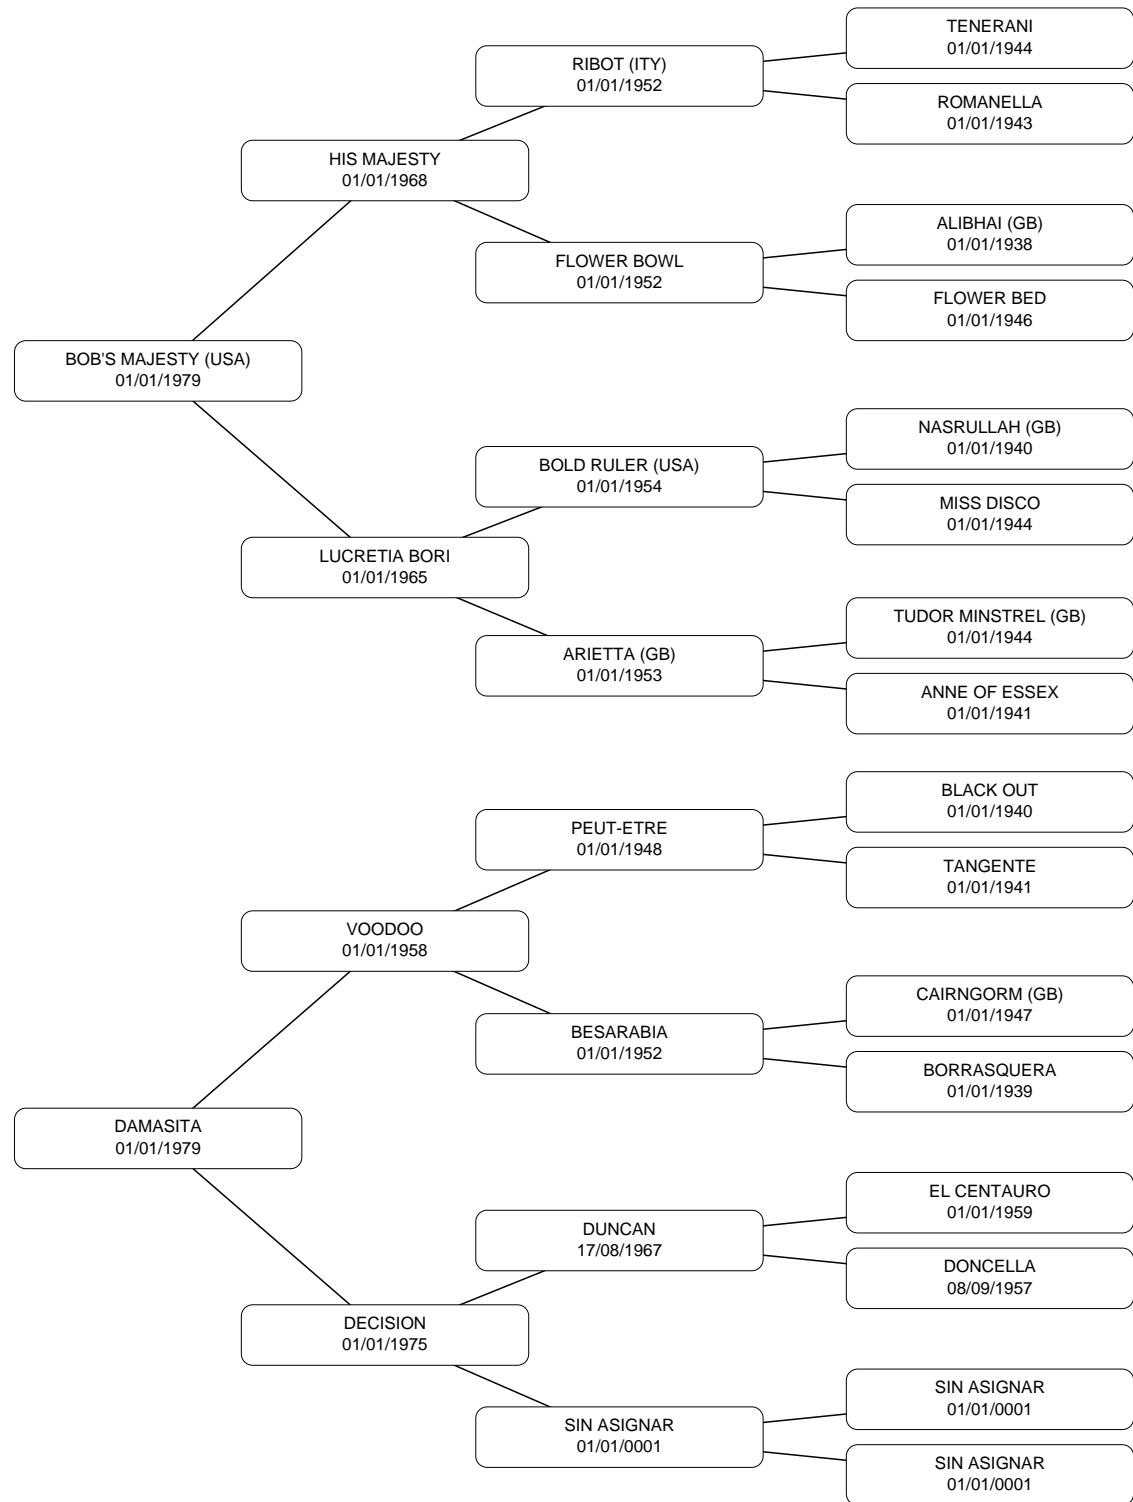 TENERANI
01/01/1944
RIBOT (ITY)
01/01/1952
ROMANELLA
01/01/1943
HIS MAJESTY
01/01/1968
ALIBHAI (GB)
01/01/1938
FLOWER BOWL
01/01/1952
FLOWER BED
01/01/1946
BOB'S MAJESTY (USA)
01/01/1979
NASRULLAH (GB)
01/01/1940
BOLD RULER (USA)
01/01/1954
MISS DISCO
01/01/1944
LUCRETIA BORI
01/01/1965
TUDOR MINSTREL (GB)
01/01/1944
ARIETTA (GB)
01/01/1953
ANNE OF ESSEX
01/01/1941
BLACK OUT
01/01/1940
PEUT-ETRE
01/01/1948
TANGENTE
01/01/1941
VOODOO
01/01/1958
CAIRNGORM (GB)
01/01/1947
BESARABIA
01/01/1952
BORRASQUERA
01/01/1939
DAMASITA
01/01/1979
EL CENTAURO
01/01/1959
DUNCAN
17/08/1967
DONCELLA
08/09/1957
DECISION
01/01/1975
SIN ASIGNAR
01/01/0001
SIN ASIGNAR
01/01/0001
SIN ASIGNAR
01/01/0001